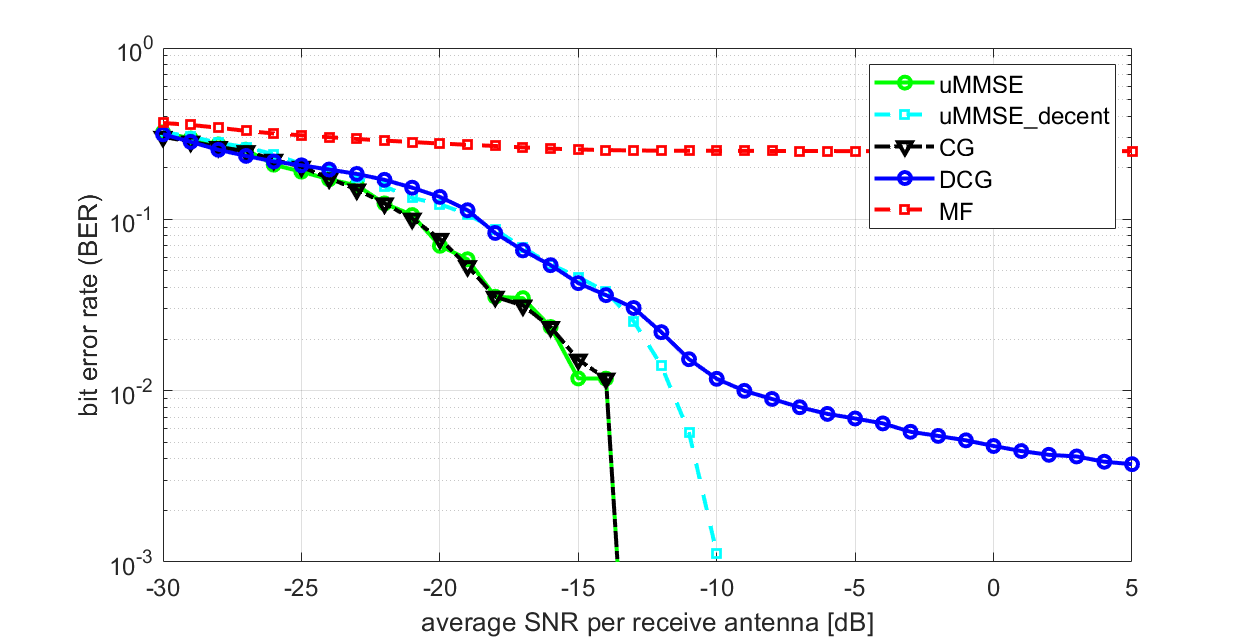 10^0
10^-1
10^-2
10^-3
bit error rate (BER)
uMMSE
uMMSE_decent
CG
DCG
MF
-30 -25 -20 -15 -10 -5 0 5
average SNR per receive antenna [dB]